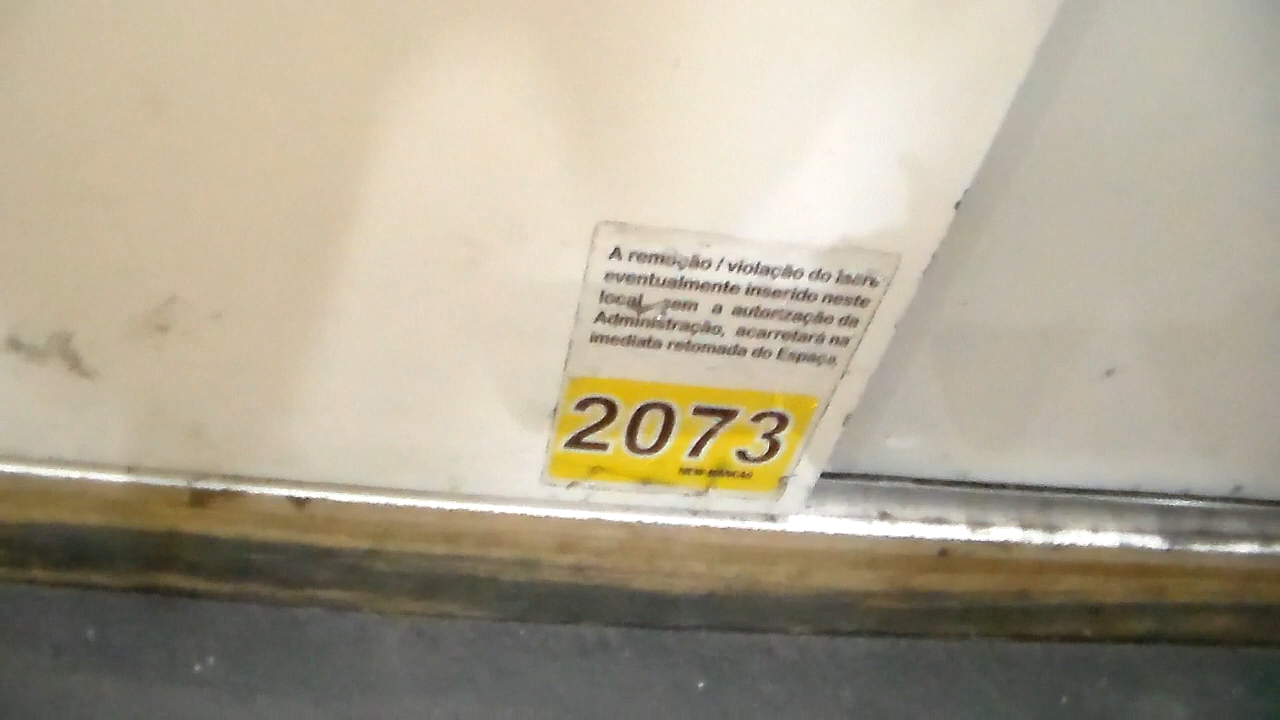 A remoção / violação do lacre
eventualmente inserido neste
local, sem a autorização da
Administração, acarretará na
imediata retomada do Espaço.
2073